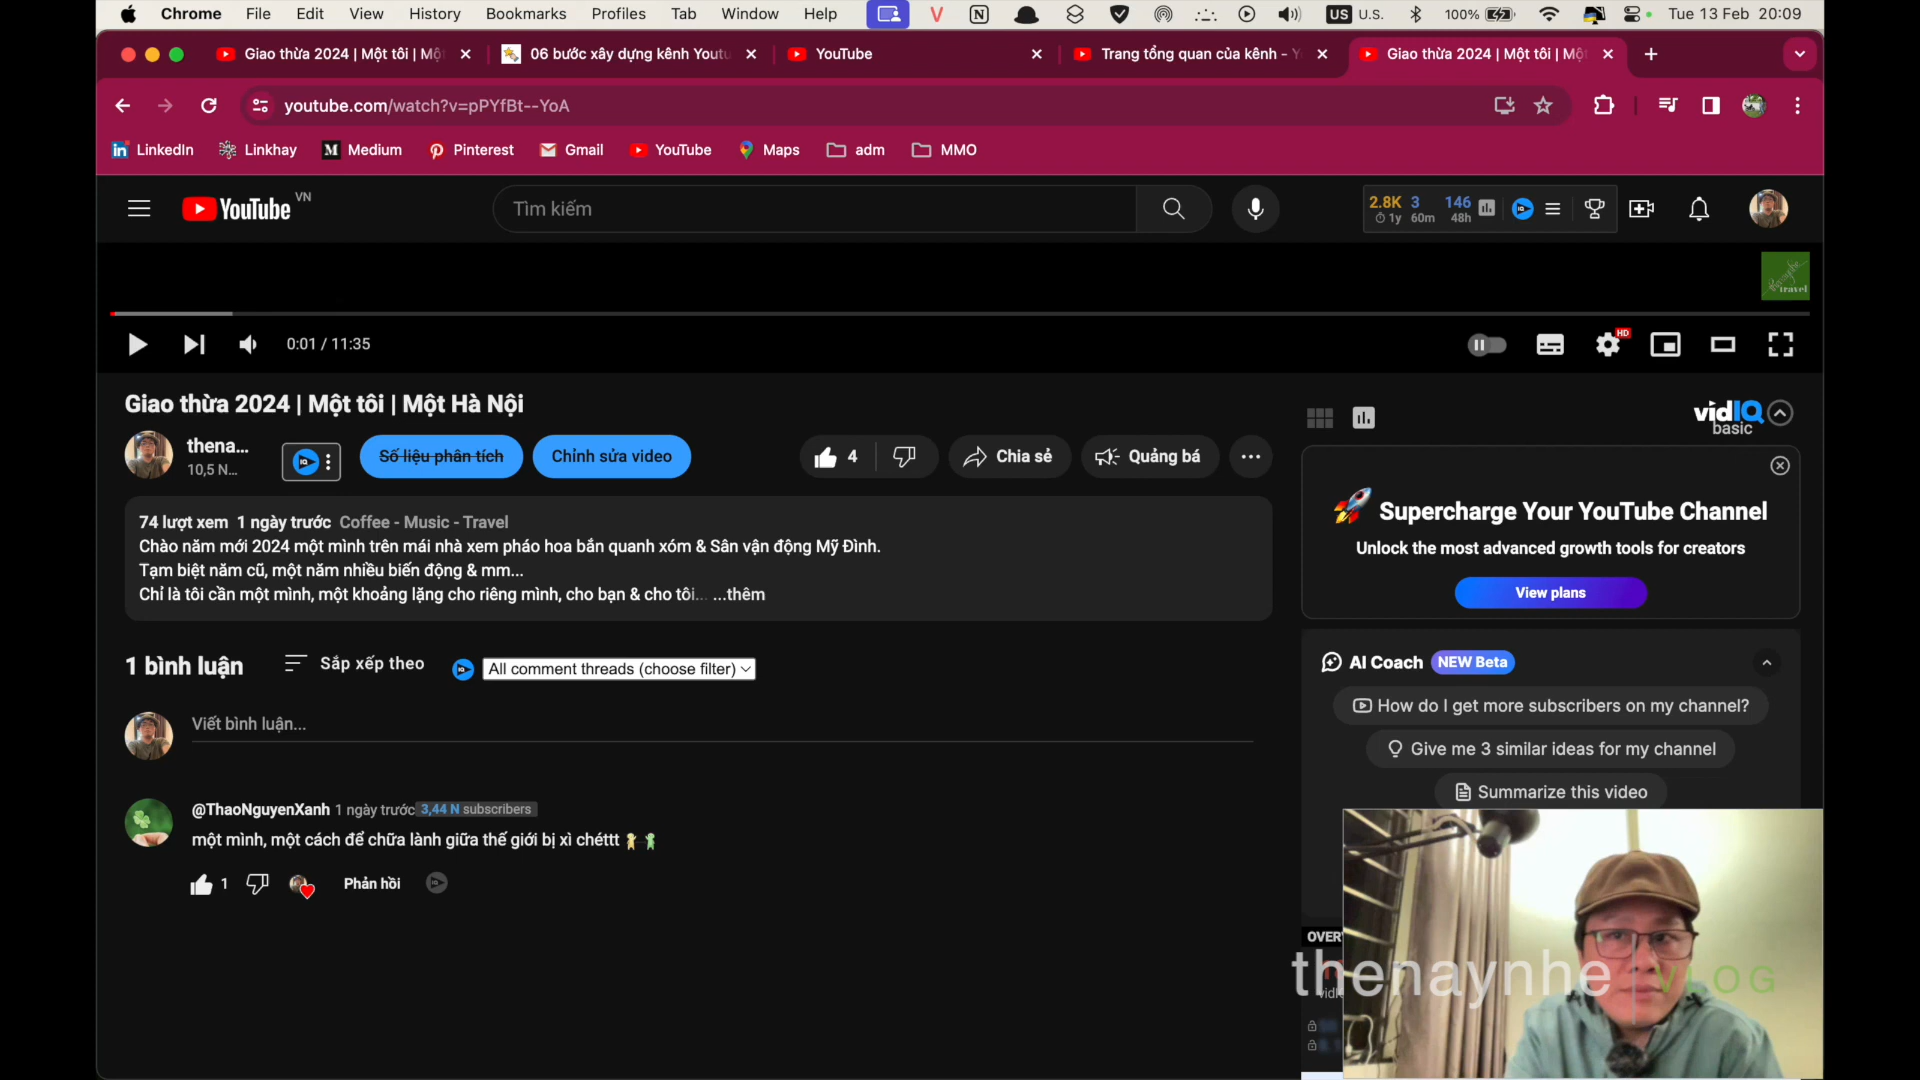 Chrome File Edit View History Bookmarks Profiles Tab Window Help
V N US U.S. 100% Tue 13 Feb 20:09
Giao thừa 2024 | Một tôi | Mộ
06 bước xây dựng kênh Youtu
YouTube
Trang tổng quan của kênh - Y
Giao thừa 2024 | Một tôi | Mộ
youtube.com/watch?v=pPYfBt--YoA
in LinkedIn Linkhay M Medium Pinterest Gmail YouTube Maps adm MMO
YouTube VN
Tìm kiếm
2.8K 3 146
1y 60m 48h
IQ
travel
0:01 / 11:35
HD
Giao thừa 2024 | Một tôi | Một Hà Nội
vidIQ
basic
thena...
10,5 N...
IQ
Số liệu phân tích
Chỉnh sửa video
4
Chia sẻ
Quảng bá
74 lượt xem 1 ngày trước Coffee - Music - Travel
Chào năm mới 2024 một mình trên mái nhà xem pháo hoa bắn quanh xóm & Sân vận động Mỹ Đình.
Tạm biệt năm cũ, một năm nhiều biến động & mm...
Chỉ là tôi cần một mình, một khoảng lặng cho riêng mình, cho bạn & cho tôi... ...thêm
Supercharge Your YouTube Channel
Unlock the most advanced growth tools for creators
View plans
1 bình luận
Sắp xếp theo
IQ
All comment threads (choose filter)
AI Coach NEW Beta
How do I get more subscribers on my channel?
Give me 3 similar ideas for my channel
Summarize this video
Viết bình luận...
@ThaoNguyenXanh 1 ngày trước 3,44 N subscribers
một mình, một cách để chữa lành giữa thế giới bị xì chéttt
1
Phản hồi
IQ
OVER
thenaynhe | VLOG